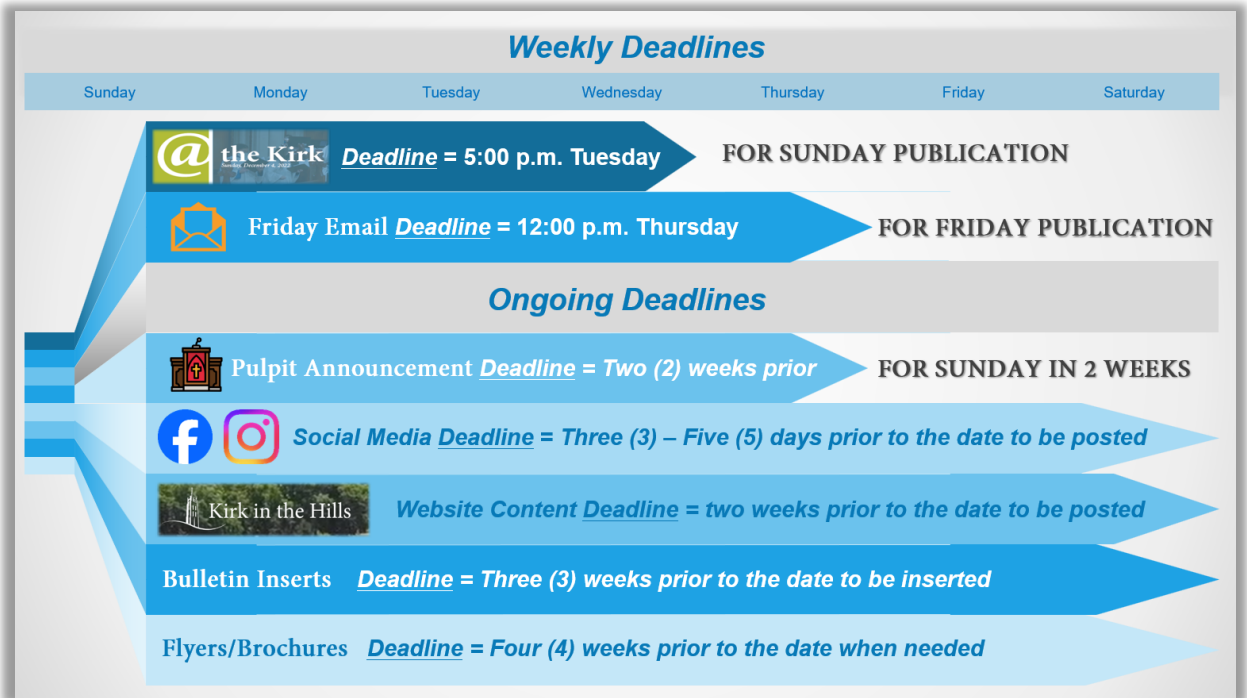 Weekly Deadlines
Sunday Monday Tuesday Wednesday Thursday Friday Saturday
@ the Kirk Deadline = 5:00 p.m. Tuesday FOR SUNDAY PUBLICATION
Friday Email Deadline = 12:00 p.m. Thursday FOR FRIDAY PUBLICATION
Ongoing Deadlines
Pulpit Announcement Deadline = Two (2) weeks prior FOR SUNDAY IN 2 WEEKS
Social Media Deadline = Three (3) – Five (5) days prior to the date to be posted
Kirk in the Hills Website Content Deadline = two weeks prior to the date to be posted
Bulletin Inserts Deadline = Three (3) weeks prior to the date to be inserted
Flyers/Brochures Deadline = Four (4) weeks prior to the date when needed